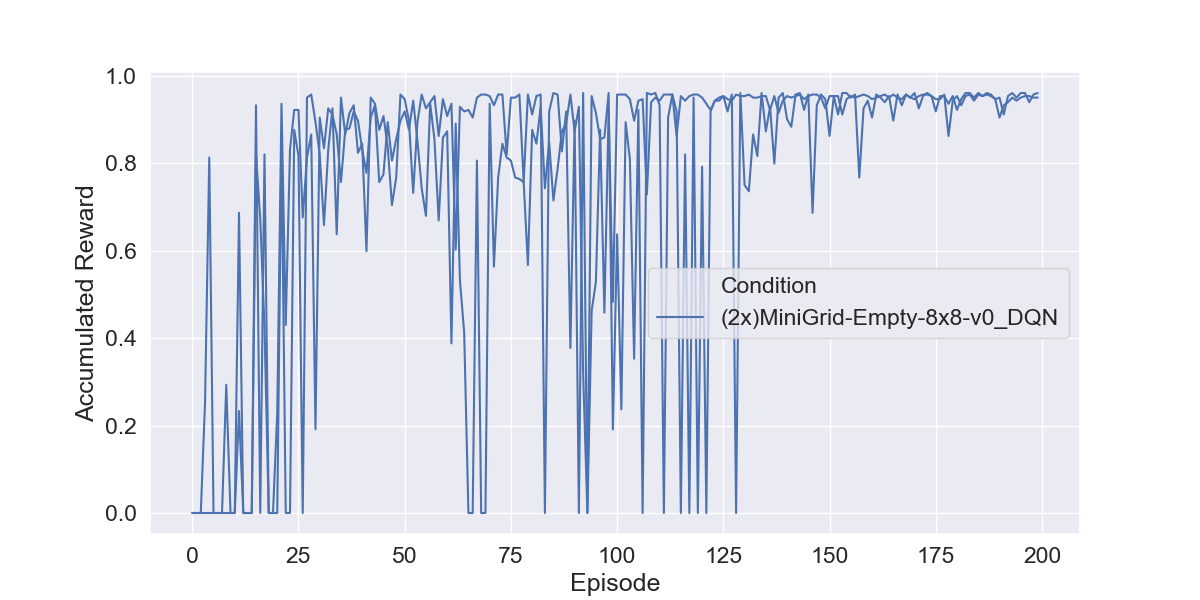 1.0
0.8
0.6
0.4
0.2
0.0
Accumulated Reward
Condition
(2x)MiniGrid-Empty-8x8-v0_DQN
0 25 50 75 100 125 150 175 200
Episode